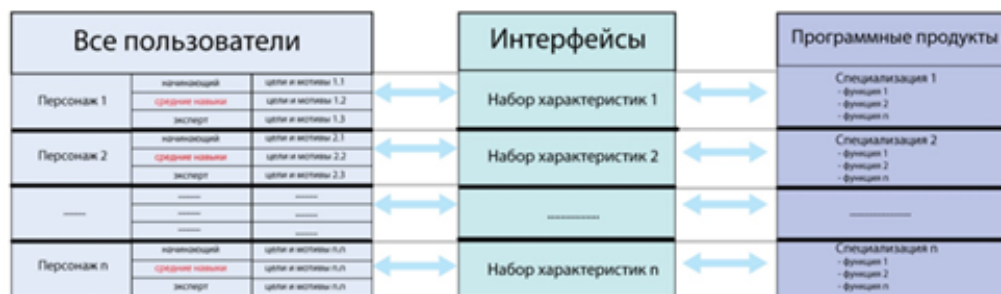 Все пользователи
Интерфейсы
Программные продукты
Персонаж 1
начинающий
цели и мотивы 1.1
средние навыки
цели и мотивы 1.2
эксперт
цели и мотивы 1.3
Набор характеристик 1
Специализация 1
- функция 1
- функция 2
- функция n
Персонаж 2
начинающий
цели и мотивы 2.1
средние навыки
цели и мотивы 2.2
эксперт
цели и мотивы 2.3
Набор характеристик 2
Специализация 2
- функция 1
- функция 2
- функция n
Персонаж n
начинающий
цели и мотивы n.n
средние навыки
цели и мотивы n.n
эксперт
цели и мотивы n.n
Набор характеристик n
Специализация n
- функция 1
- функция 2
- функция n